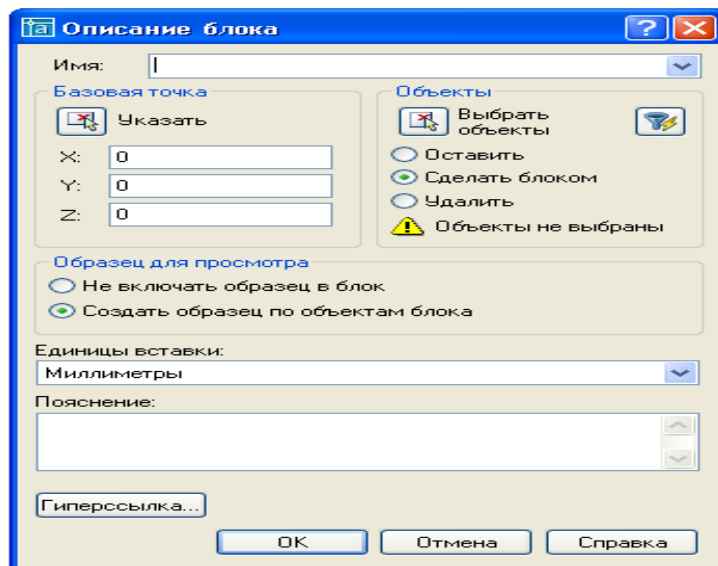 Описание блока
Имя:
Базовая точка
Указать
X: 0
Y: 0
Z: 0
Объекты
Выбрать
объекты
Оставить
Сделать блоком
Удалить
Объекты не выбраны
Образец для просмотра
Не включать образец в блок
Создать образец по объектам блока
Единицы вставки:
Миллиметры
Пояснение:
Гиперссылка...
OK Отмена Справка